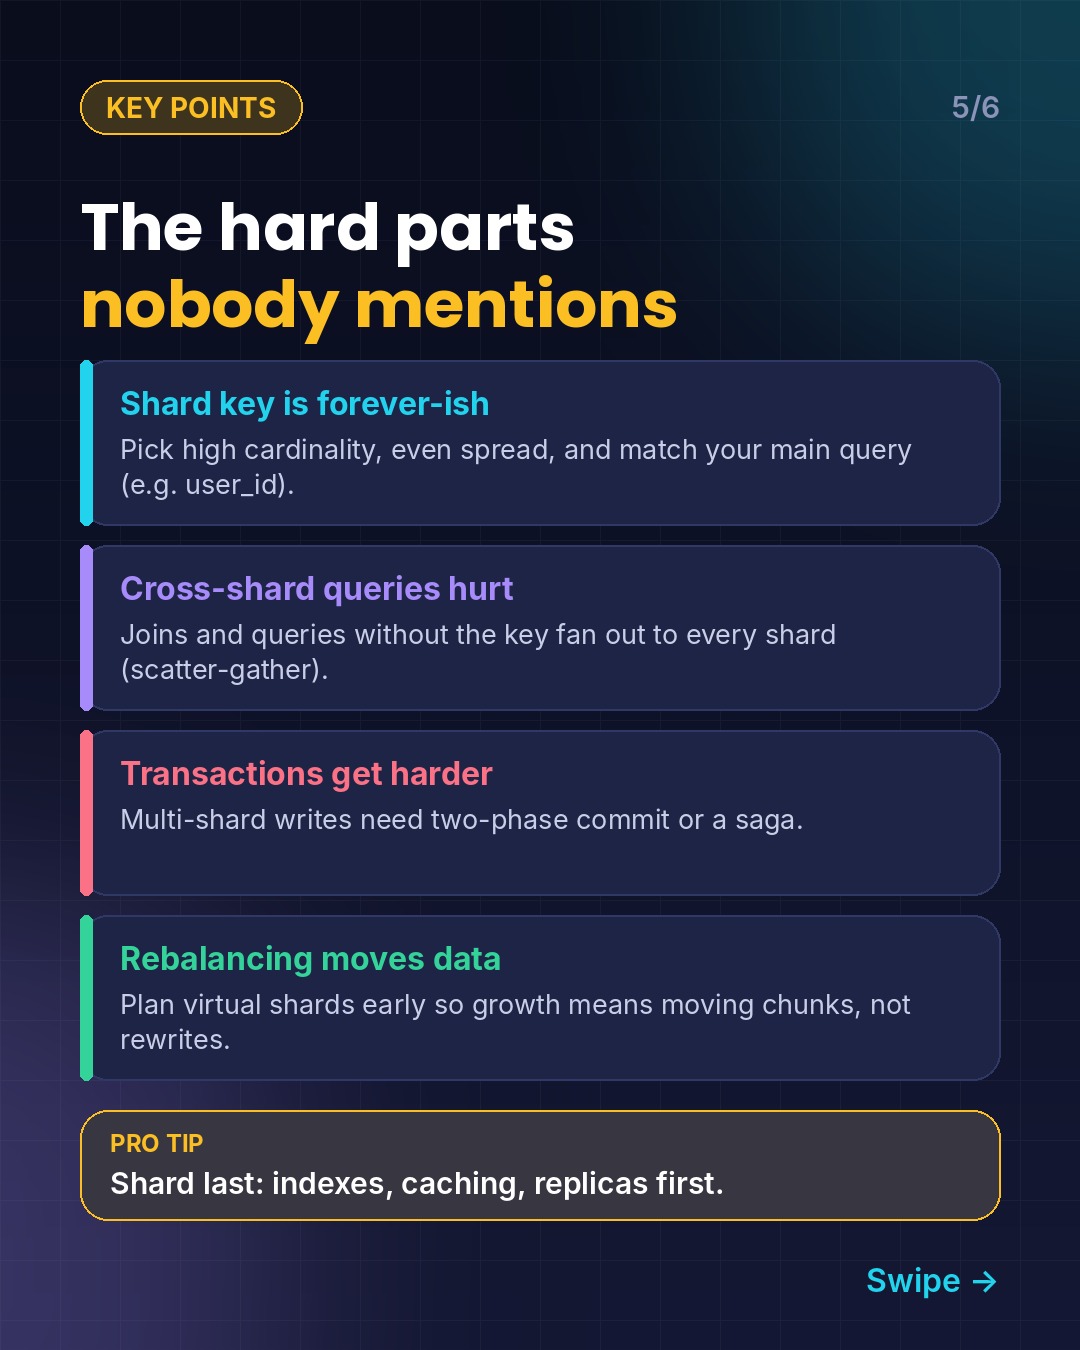 KEY POINTS
5/6
The hard parts
nobody mentions
Shard key is forever-ish
Pick high cardinality, even spread, and match your main query
(e.g. user_id).
Cross-shard queries hurt
Joins and queries without the key fan out to every shard
(scatter-gather).
Transactions get harder
Multi-shard writes need two-phase commit or a saga.
Rebalancing moves data
Plan virtual shards early so growth means moving chunks, not
rewrites.
PRO TIP
Shard last: indexes, caching, replicas first.
Swipe →